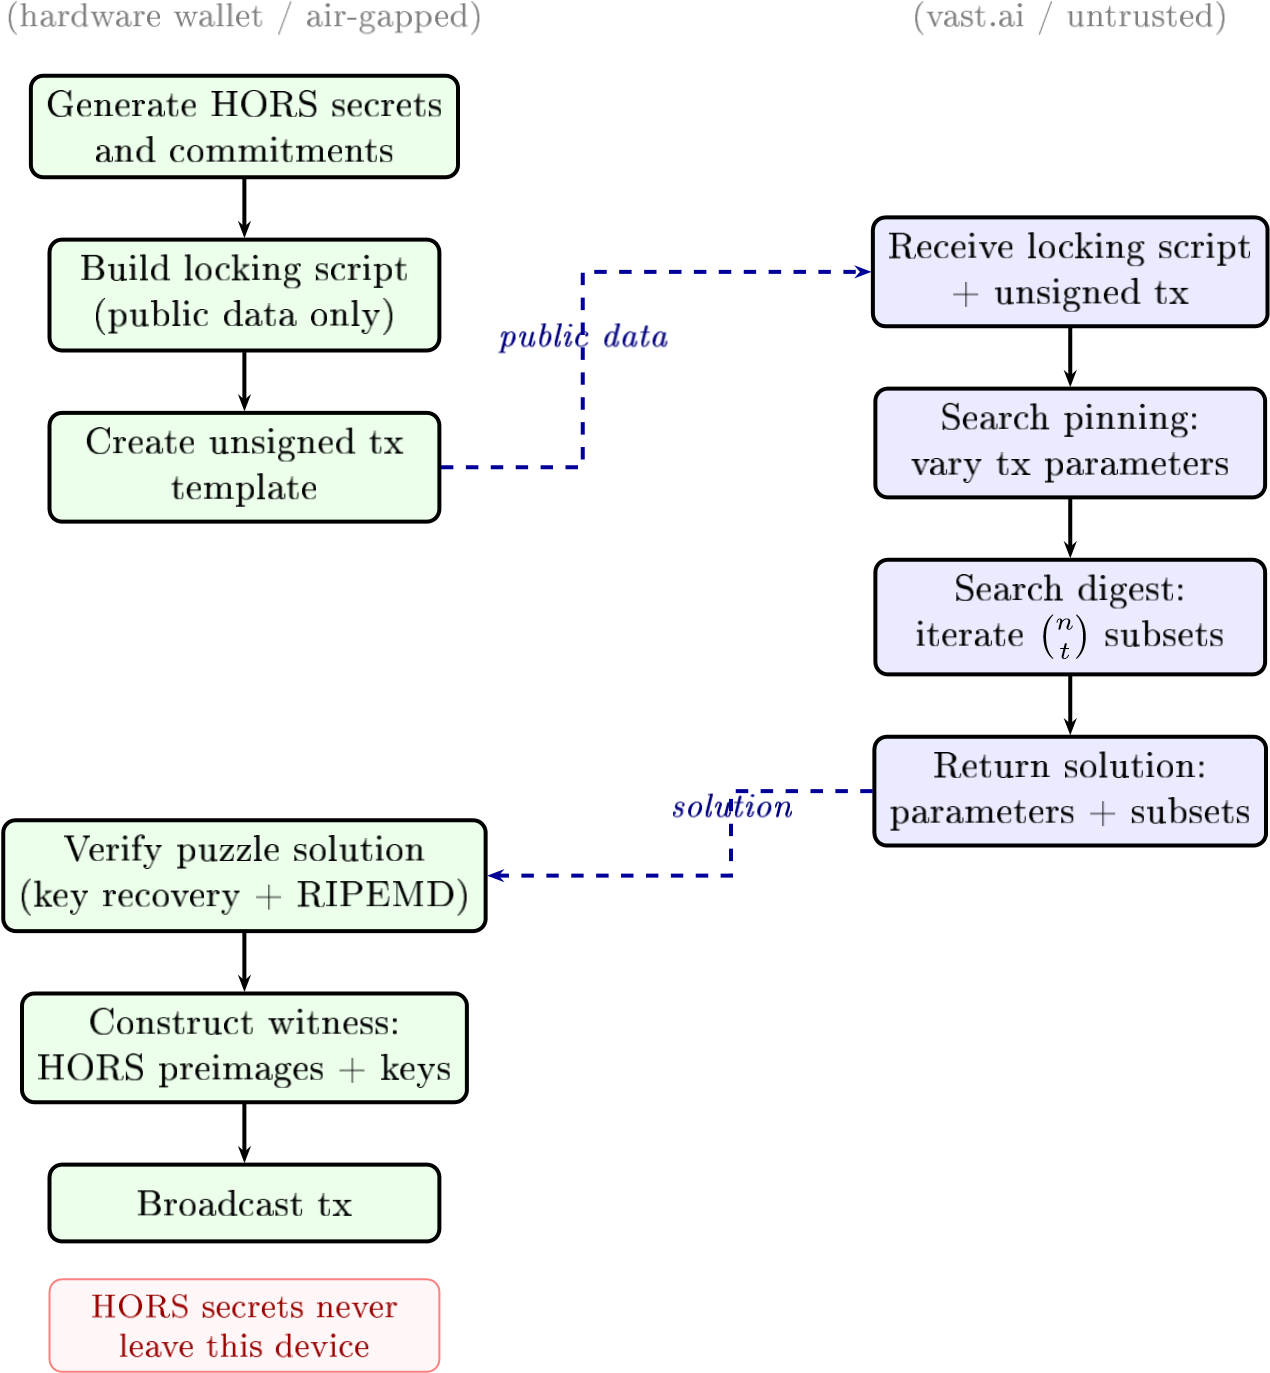 (hardware wallet / air-gapped)
Generate HORS secrets
and commitments
Build locking script
(public data only)
Create unsigned tx
template
public data
(vast.ai / untrusted)
Receive locking script
+ unsigned tx
Search pinning:
vary tx parameters
Search digest:
iterate (n t) subsets
Return solution:
parameters + subsets
solution
Verify puzzle solution
(key recovery + RIPEMD)
Construct witness:
HORS preimages + keys
Broadcast tx
HORS secrets never
leave this device